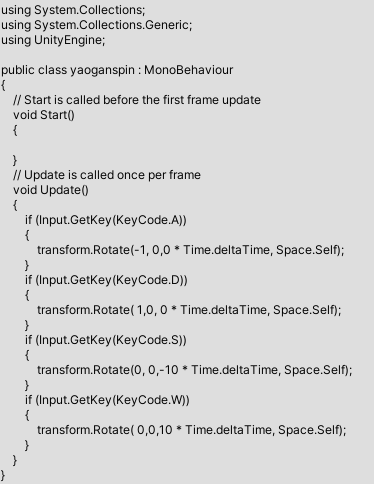 using System.Collections;
using System.Collections.Generic;
using UnityEngine;
public class yaoganspin : MonoBehaviour
{
// Start is called before the first frame update
void Start()
{
}
// Update is called once per frame
void Update()
{
if (Input.GetKey(KeyCode.A))
{
transform.Rotate(-1, 0,0 * Time.deltaTime, Space.Self);
}
if (Input.GetKey(KeyCode.D))
{
transform.Rotate( 1,0, 0 * Time.deltaTime, Space.Self);
}
if (Input.GetKey(KeyCode.S))
{
transform.Rotate(0, 0,-10 * Time.deltaTime, Space.Self);
}
if (Input.GetKey(KeyCode.W))
{
transform.Rotate( 0,0,10 * Time.deltaTime, Space.Self);
}
}
}